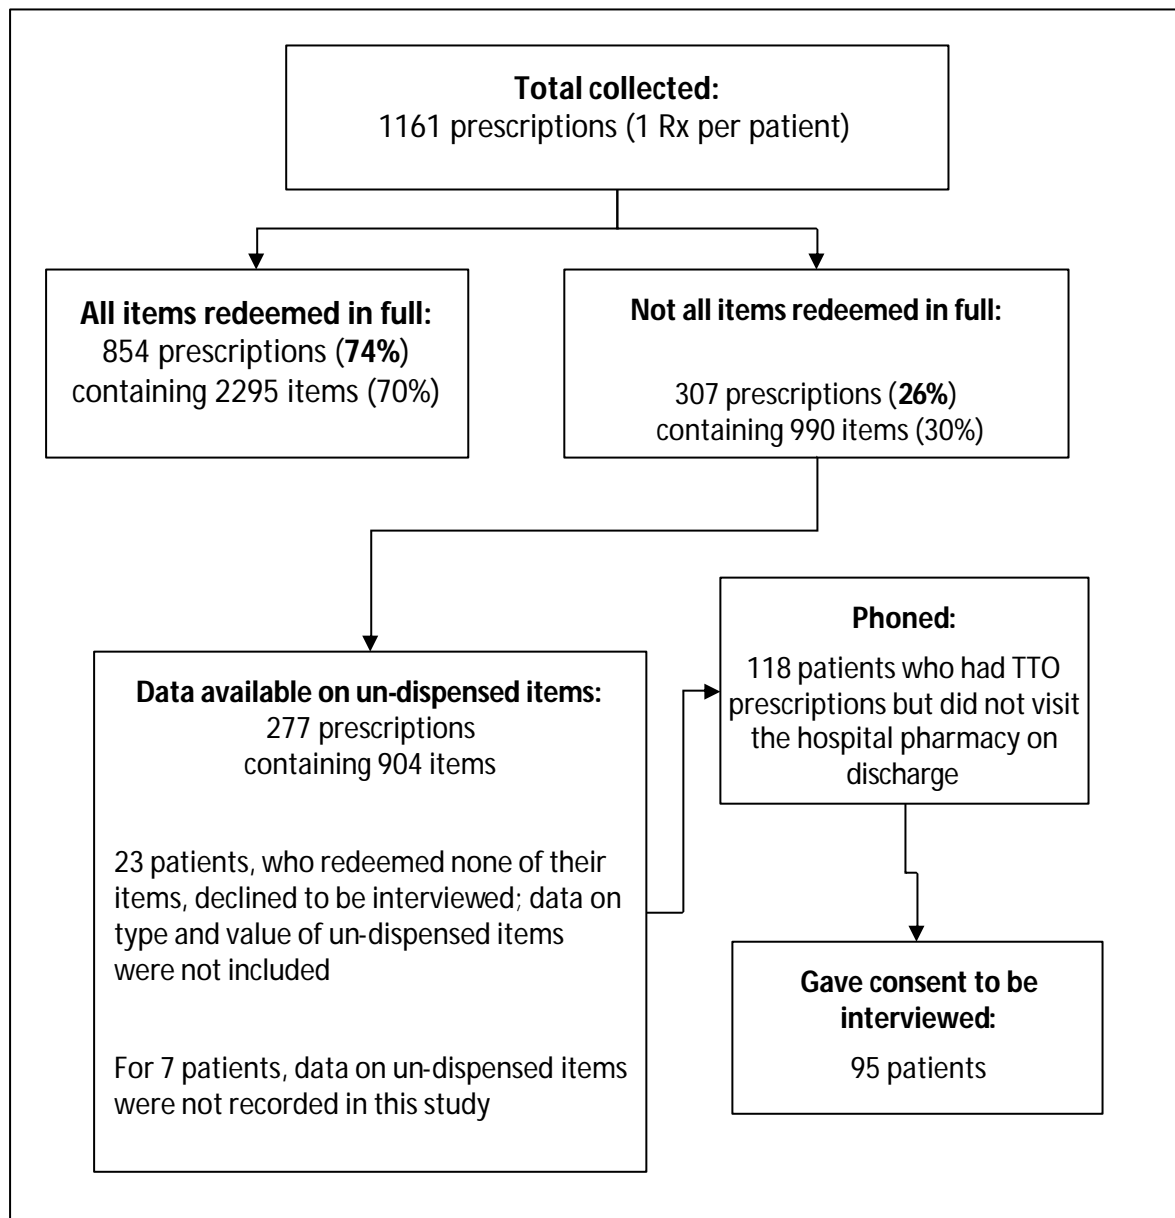 Total collected:
1161 prescriptions (1 Rx per patient)
All items redeemed in full:
854 prescriptions (74%)
containing 2295 items (70%)
Not all items redeemed in full:
307 prescriptions (26%)
containing 990 items (30%)
Data available on un-dispensed items:
277 prescriptions
containing 904 items
23 patients, who redeemed none of their
items, declined to be interviewed; data on
type and value of un-dispensed items
were not included
For 7 patients, data on un-dispensed items
were not recorded in this study
Phoned:
118 patients who had TTO
prescriptions but did not visit
the hospital pharmacy on
discharge
Gave consent to be
interviewed:
95 patients